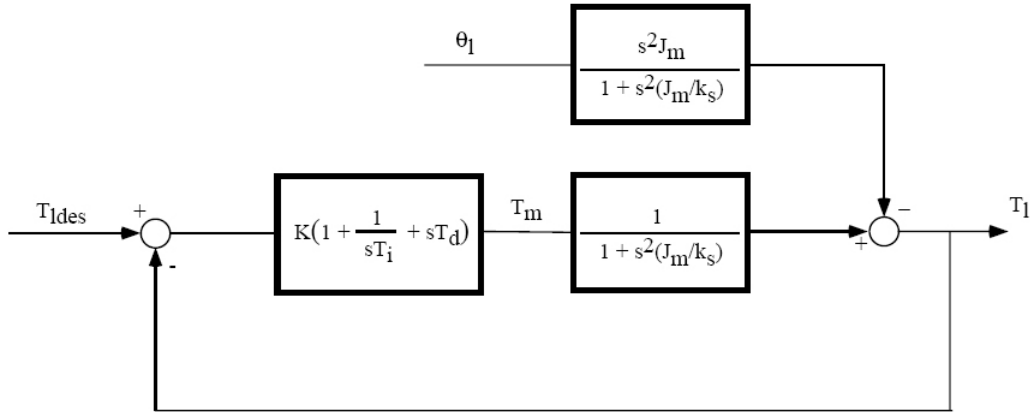 θl
s2Jm
1 + s2(Jm/ks)
Tldes
+
-
K(1 + 1/sTi + sTd)
Tm
1
1 + s2(Jm/ks)
+
−
Tl